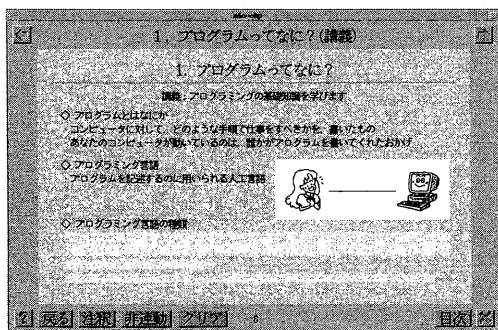 1. プログラムってなに？(講義)
1. プログラムってなに？
講義：プログラミングの基礎知識を学びます
◇ プログラムとはなにか
コンピュータに対して、どのような手順で仕事をすべきかを、書いたもの
あなたのコンピュータが動いているのは、誰かがプログラムを書いてくれたおかげ
◇ プログラミング言語
プログラムを記述するのに用いられる人工言語
◇ プログラミング言語の種類
? 戻る 注釈 非連動 クリア 6 目次